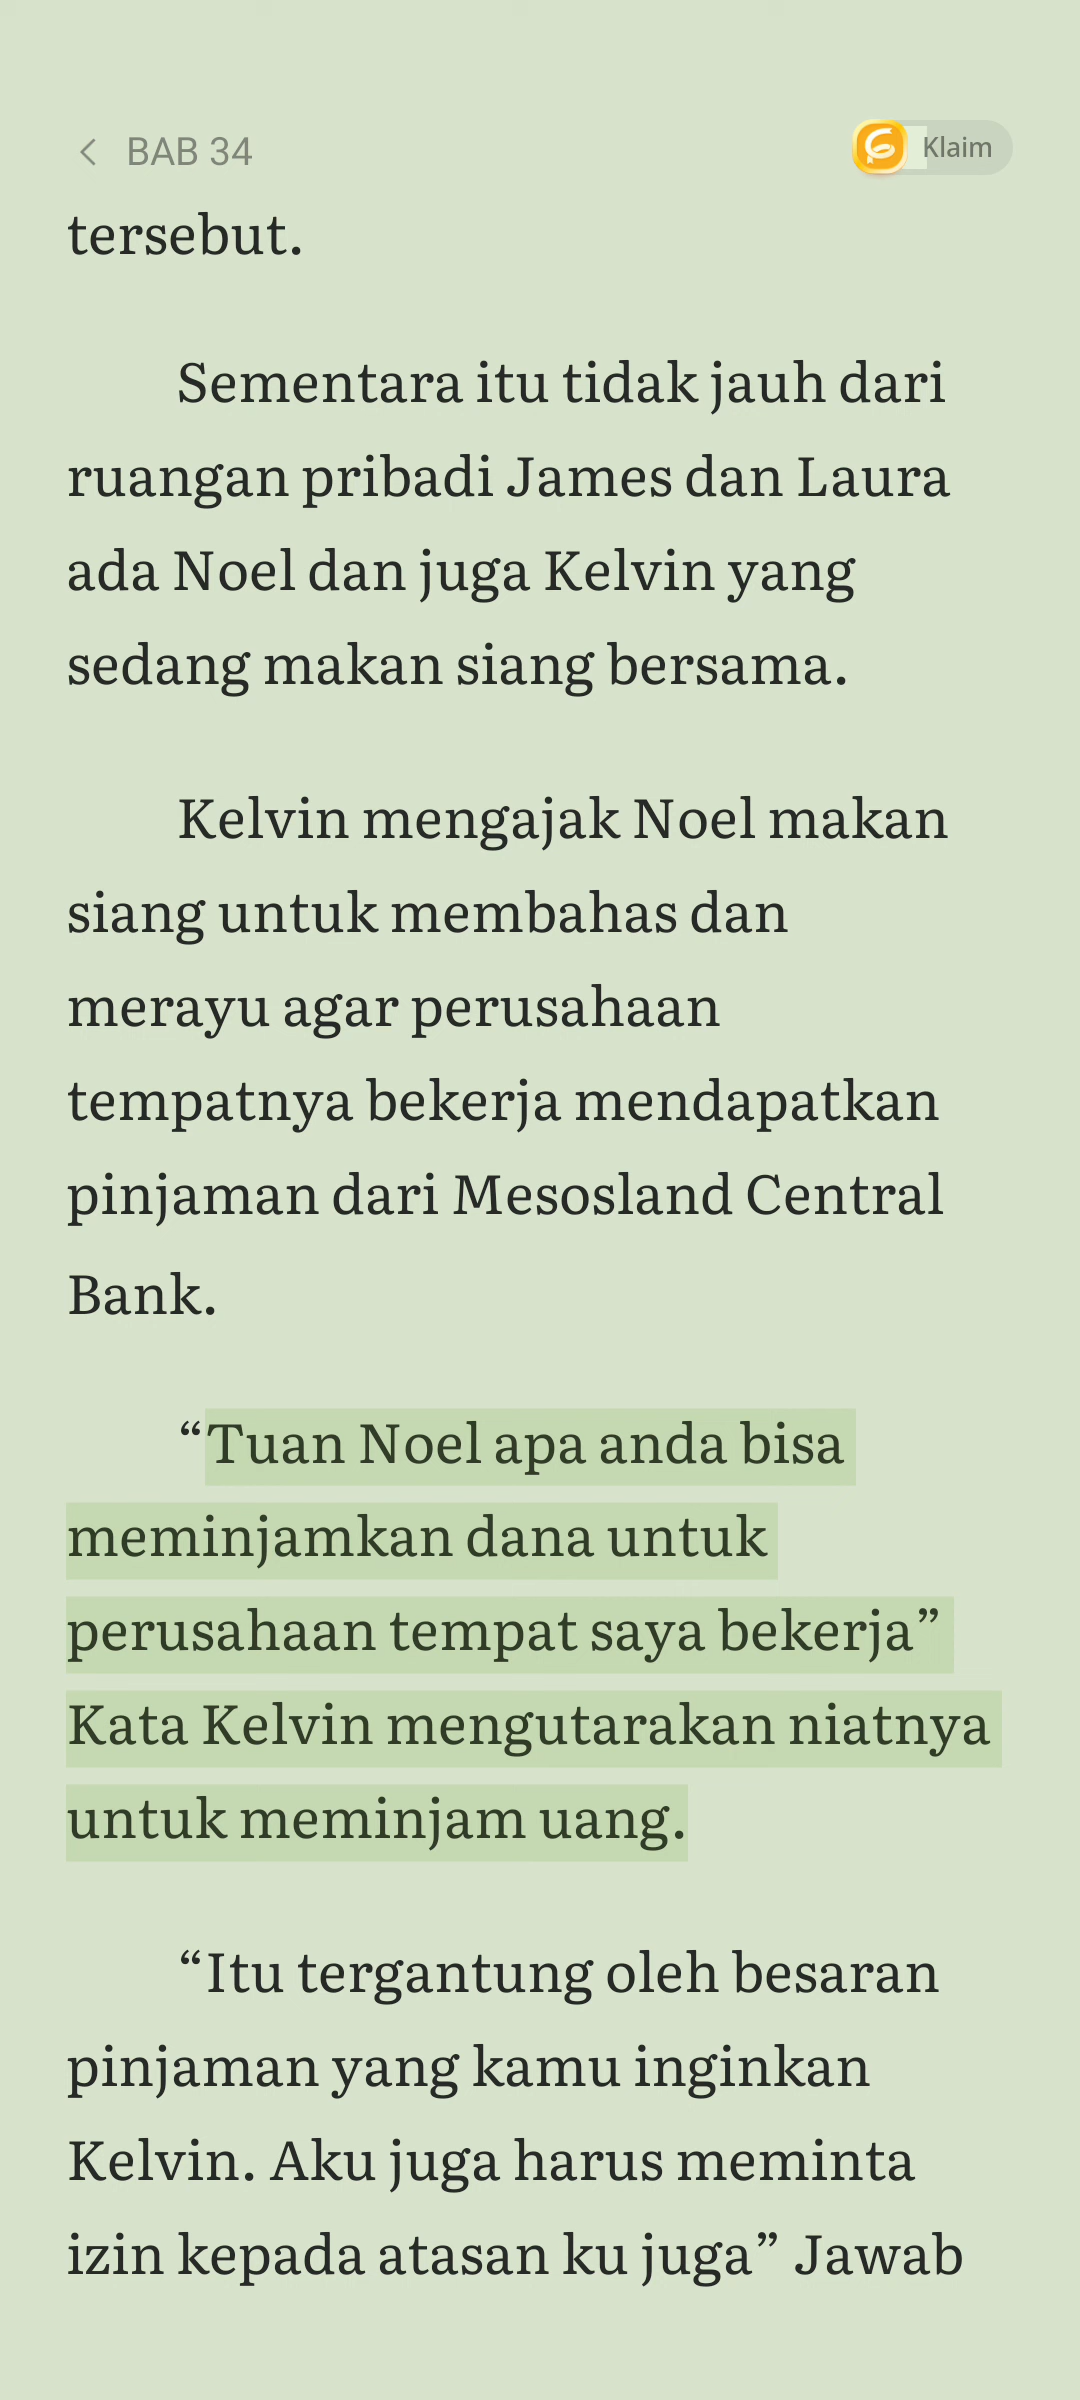 BAB 34
Klaim
tersebut.
Sementara itu tidak jauh dari
ruangan pribadi James dan Laura
ada Noel dan juga Kelvin yang
sedang makan siang bersama.
Kelvin mengajak Noel makan
siang untuk membahas dan
merayu agar perusahaan
tempatnya bekerja mendapatkan
pinjaman dari Mesosland Central
Bank.
“Tuan Noel apa anda bisa
meminjamkan dana untuk
perusahaan tempat saya bekerja”
Kata Kelvin mengutarakan niatnya
untuk meminjam uang.
“Itu tergantung oleh besaran
pinjaman yang kamu inginkan
Kelvin. Aku juga harus meminta
izin kepada atasan ku juga” Jawab